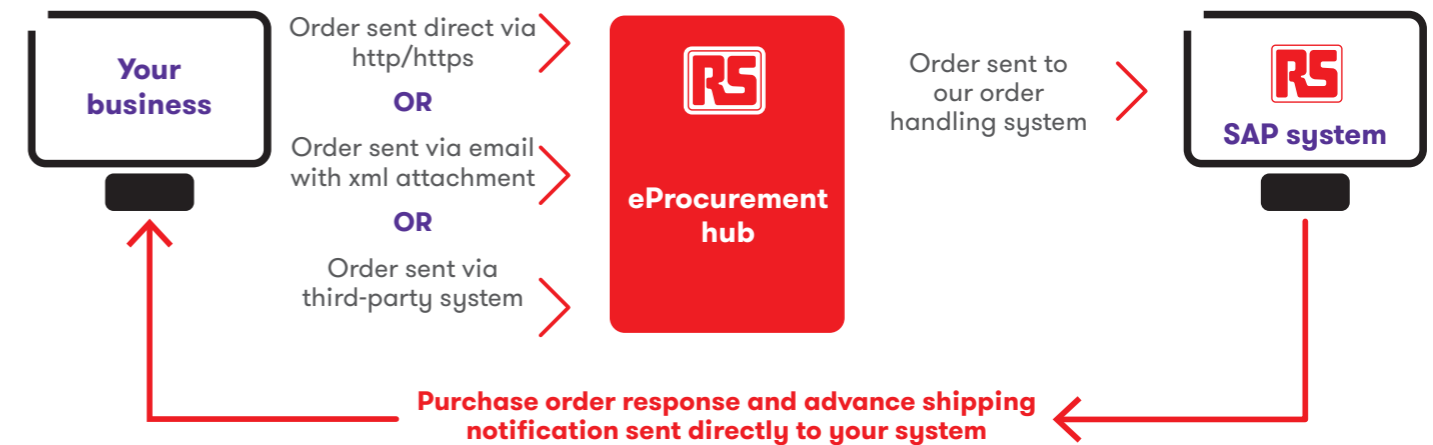 Your
business
Order sent direct via
http/https
OR
Order sent via email
with xml attachment
OR
Order sent via
third-party system
RS
eProcurement
hub
Order sent to
our order
handling system
RS
SAP system
Purchase order response and advance shipping
notification sent directly to your system